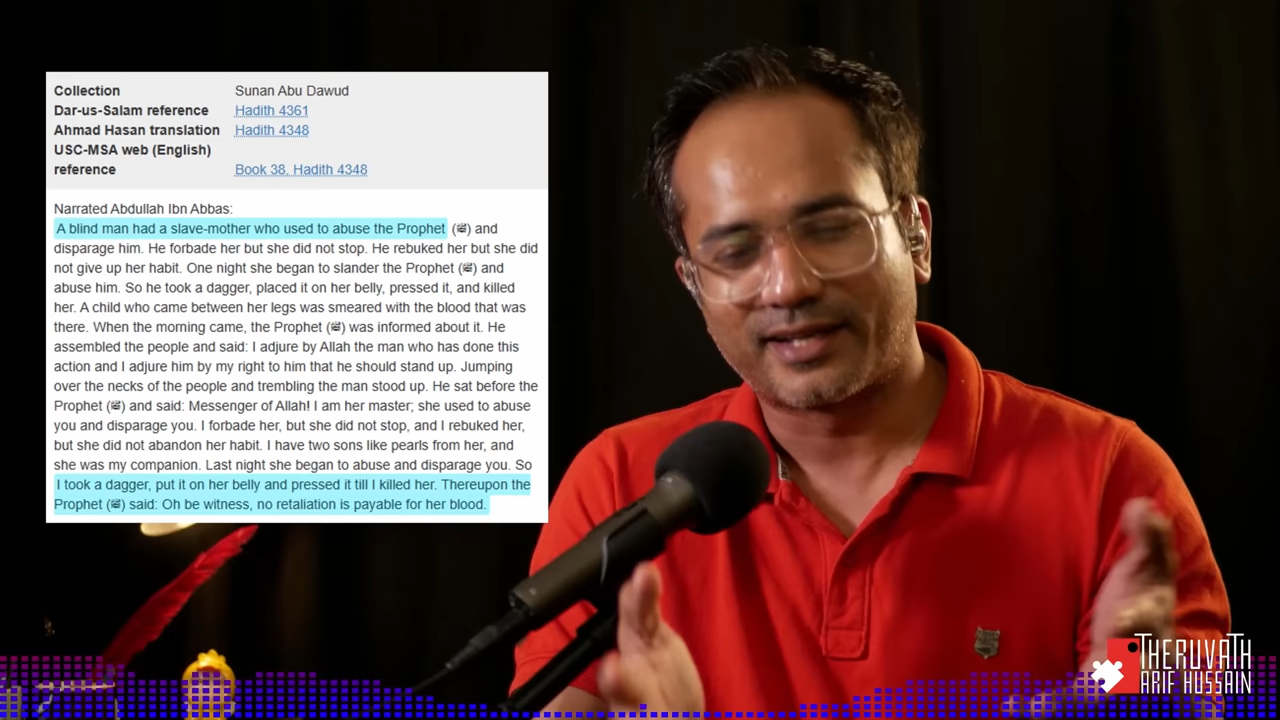 Collection Sunan Abu Dawud
Dar-us-Salam reference Hadith 4361
Ahmad Hasan translation Hadith 4348
USC-MSA web (English)
reference Book 38, Hadith 4348
Narrated Abdullah Ibn Abbas:
A blind man had a slave-mother who used to abuse the Prophet (ﷺ) and
disparage him. He forbade her but she did not stop. He rebuked her but she did
not give up her habit. One night she began to slander the Prophet (ﷺ) and
abuse him. So he took a dagger, placed it on her belly, pressed it, and killed
her. A child who came between her legs was smeared with the blood that was
there. When the morning came, the Prophet (ﷺ) was informed about it. He
assembled the people and said: I adjure by Allah the man who has done this
action and I adjure him by my right to him that he should stand up. Jumping
over the necks of the people and trembling the man stood up. He sat before the
Prophet (ﷺ) and said: Messenger of Allah! I am her master; she used to abuse
you and disparage you. I forbade her, but she did not stop, and I rebuked her,
but she did not abandon her habit. I have two sons like pearls from her, and
she was my companion. Last night she began to abuse and disparage you. So
I took a dagger, put it on her belly and pressed it till I killed her. Thereupon the
Prophet (ﷺ) said: Oh be witness, no retaliation is payable for her blood.
THERUVATH
ARIF HUSSAIN